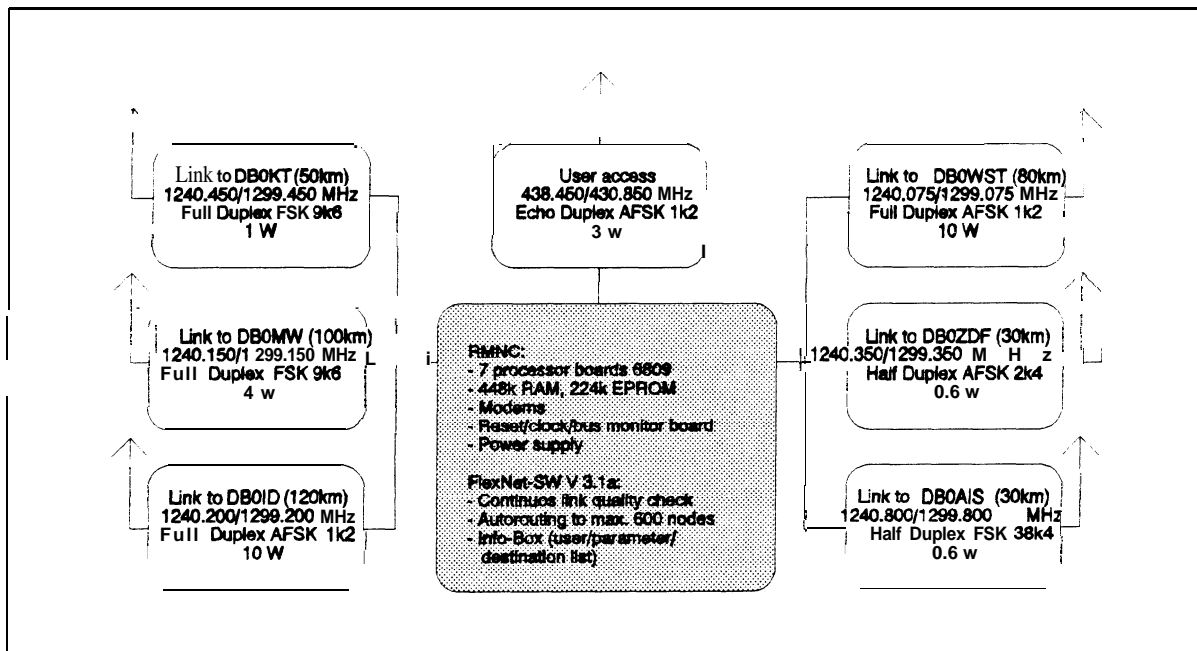 Link to DB0KT (50km)
1240.450/1299.450 MHz
Full Duplex FSK 9k6
1 W
User access
438.450/430.850 MHz
Echo Duplex AFSK 1k2
3 w
Link to DB0WST (80km)
1240.075/1299.075 MHz
Full Duplex AFSK 1k2
10 W
Link to DB0MW (100km)
1240.150/1 299.150 MHz
Full Duplex FSK 9k6
4 w
RMNC:
- 7 processor boards 6809
- 448k RAM, 224k EPROM
- Modems
- Reset/clock/bus monitor board
- Power supply
FlexNet-SW V 3.1a:
- Continuos link quality check
- Autorouting to max. 600 nodes
- Info-Box (user/parameter/
destination list)
Link to DB0ZDF (30km)
1240.350/1299.350 M H z
Half Duplex AFSK 2k4
0.6 w
Link to DB0ID (120km)
1240.200/1299.200 MHz
Full Duplex AFSK 1k2
10 W
Link to DB0AIS (30km)
1240.800/1299.800 MHz
Half Duplex FSK 38k4
0.6 w